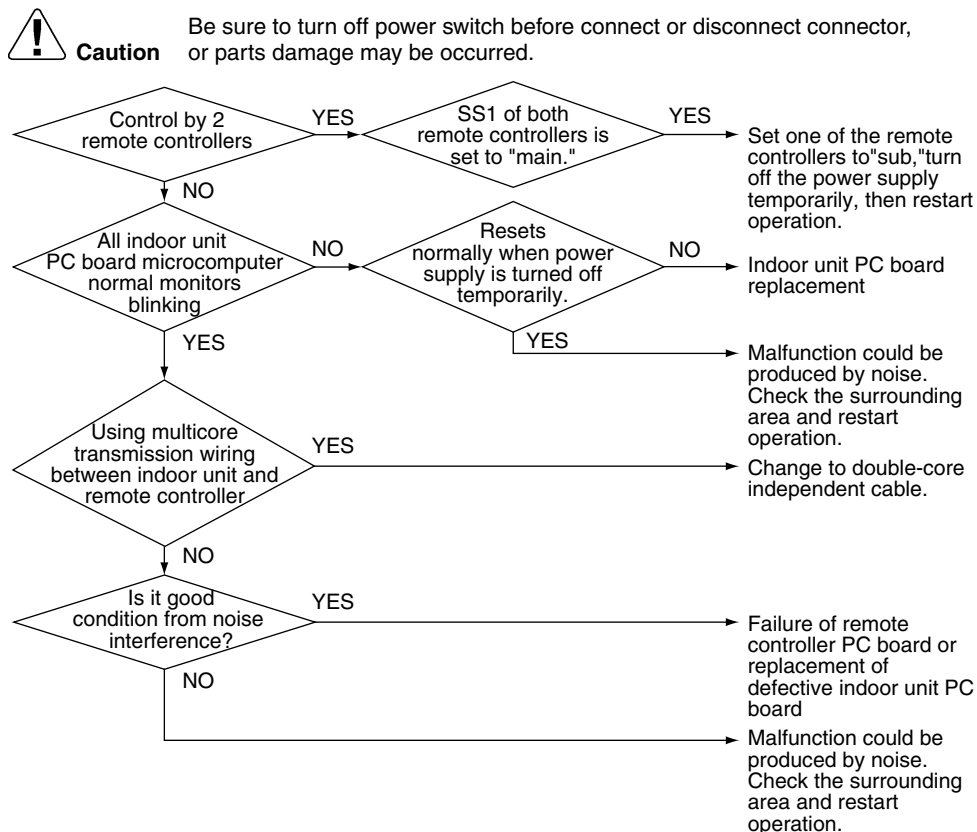 Be sure to turn off power switch before connect or disconnect connector,
Caution or parts damage may be occurred.
Control by 2
remote controllers
YES
SS1 of both
remote controllers is
set to "main."
YES
Set one of the remote
controllers to"sub,"turn
off the power supply
temporarily, then restart
operation.
NO
All indoor unit
PC board microcomputer
normal monitors
blinking
NO
Resets
normally when power
supply is turned off
temporarily.
NO
Indoor unit PC board
replacement
YES
YES
Malfunction could be
produced by noise.
Check the surrounding
area and restart
operation.
Using multicore
transmission wiring
between indoor unit and
remote controller
YES
Change to double-core
independent cable.
NO
Is it good
condition from noise
interference?
YES
Failure of remote
controller PC board or
replacement of
defective indoor unit PC
board
NO
Malfunction could be
produced by noise.
Check the surrounding
area and restart
operation.